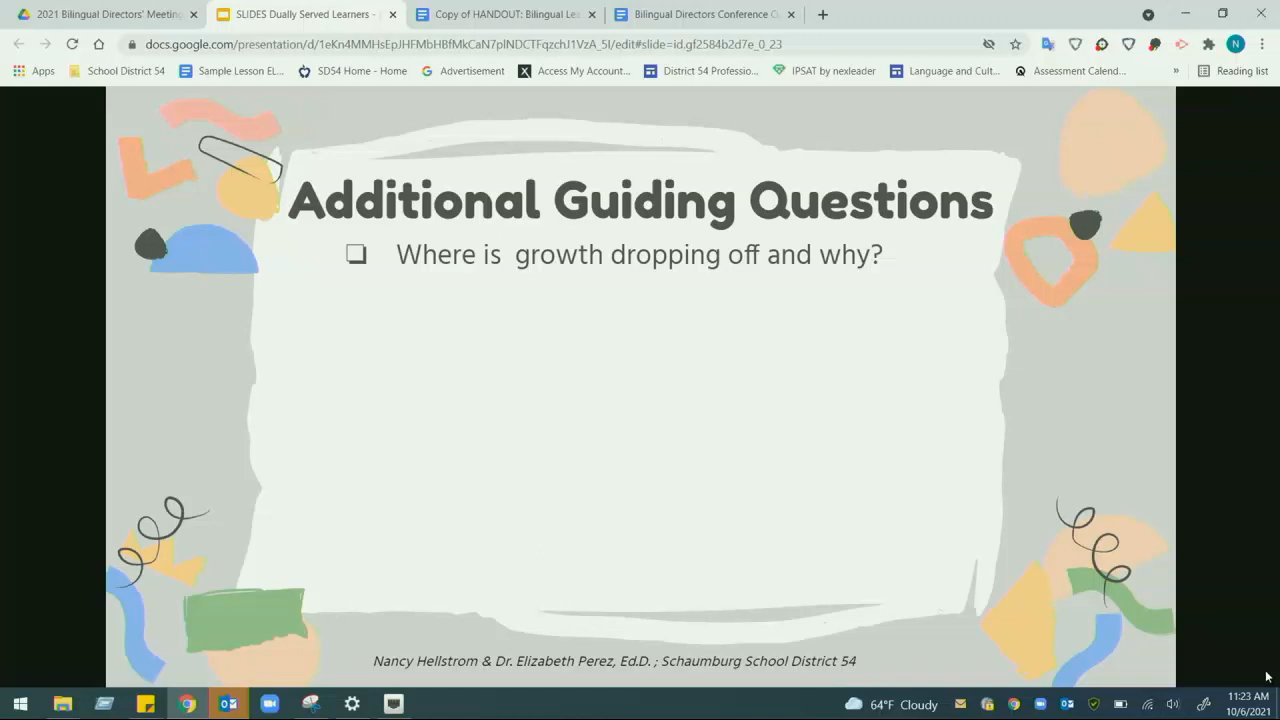 2021 Bilingual Directors' Meeting
SLIDES Dually Served Learners -
Copy of HANDOUT: Bilingual Lea
Bilingual Directors Conference
docs.google.com/presentation/d/
/edit#slide=id.gf2584b2d7e_0_23
N
Apps
School District 54
Sample Lesson EL...
SD54 Home - Home
Advertisement
Access My Account...
District 54 Professio...
IPSAT by nexleader
Language and Cult...
Assessment Calend...
»
Reading list
Additional Guiding Questions
Where is growth dropping off and why?
Nancy Hellstrom & Dr. Elizabeth Perez, Ed.D. ; Schaumburg School District 54
64°F Cloudy
11:23 AM
10/6/2021